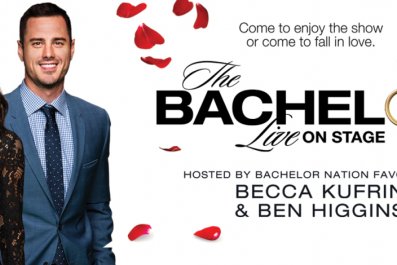 Come to enjoy the show
or come to fall in love.
The
BACHELO
Live ON STAGE
HOSTED BY BACHELOR NATION FAVO
BECCA KUFRIN
& BEN HIGGINS